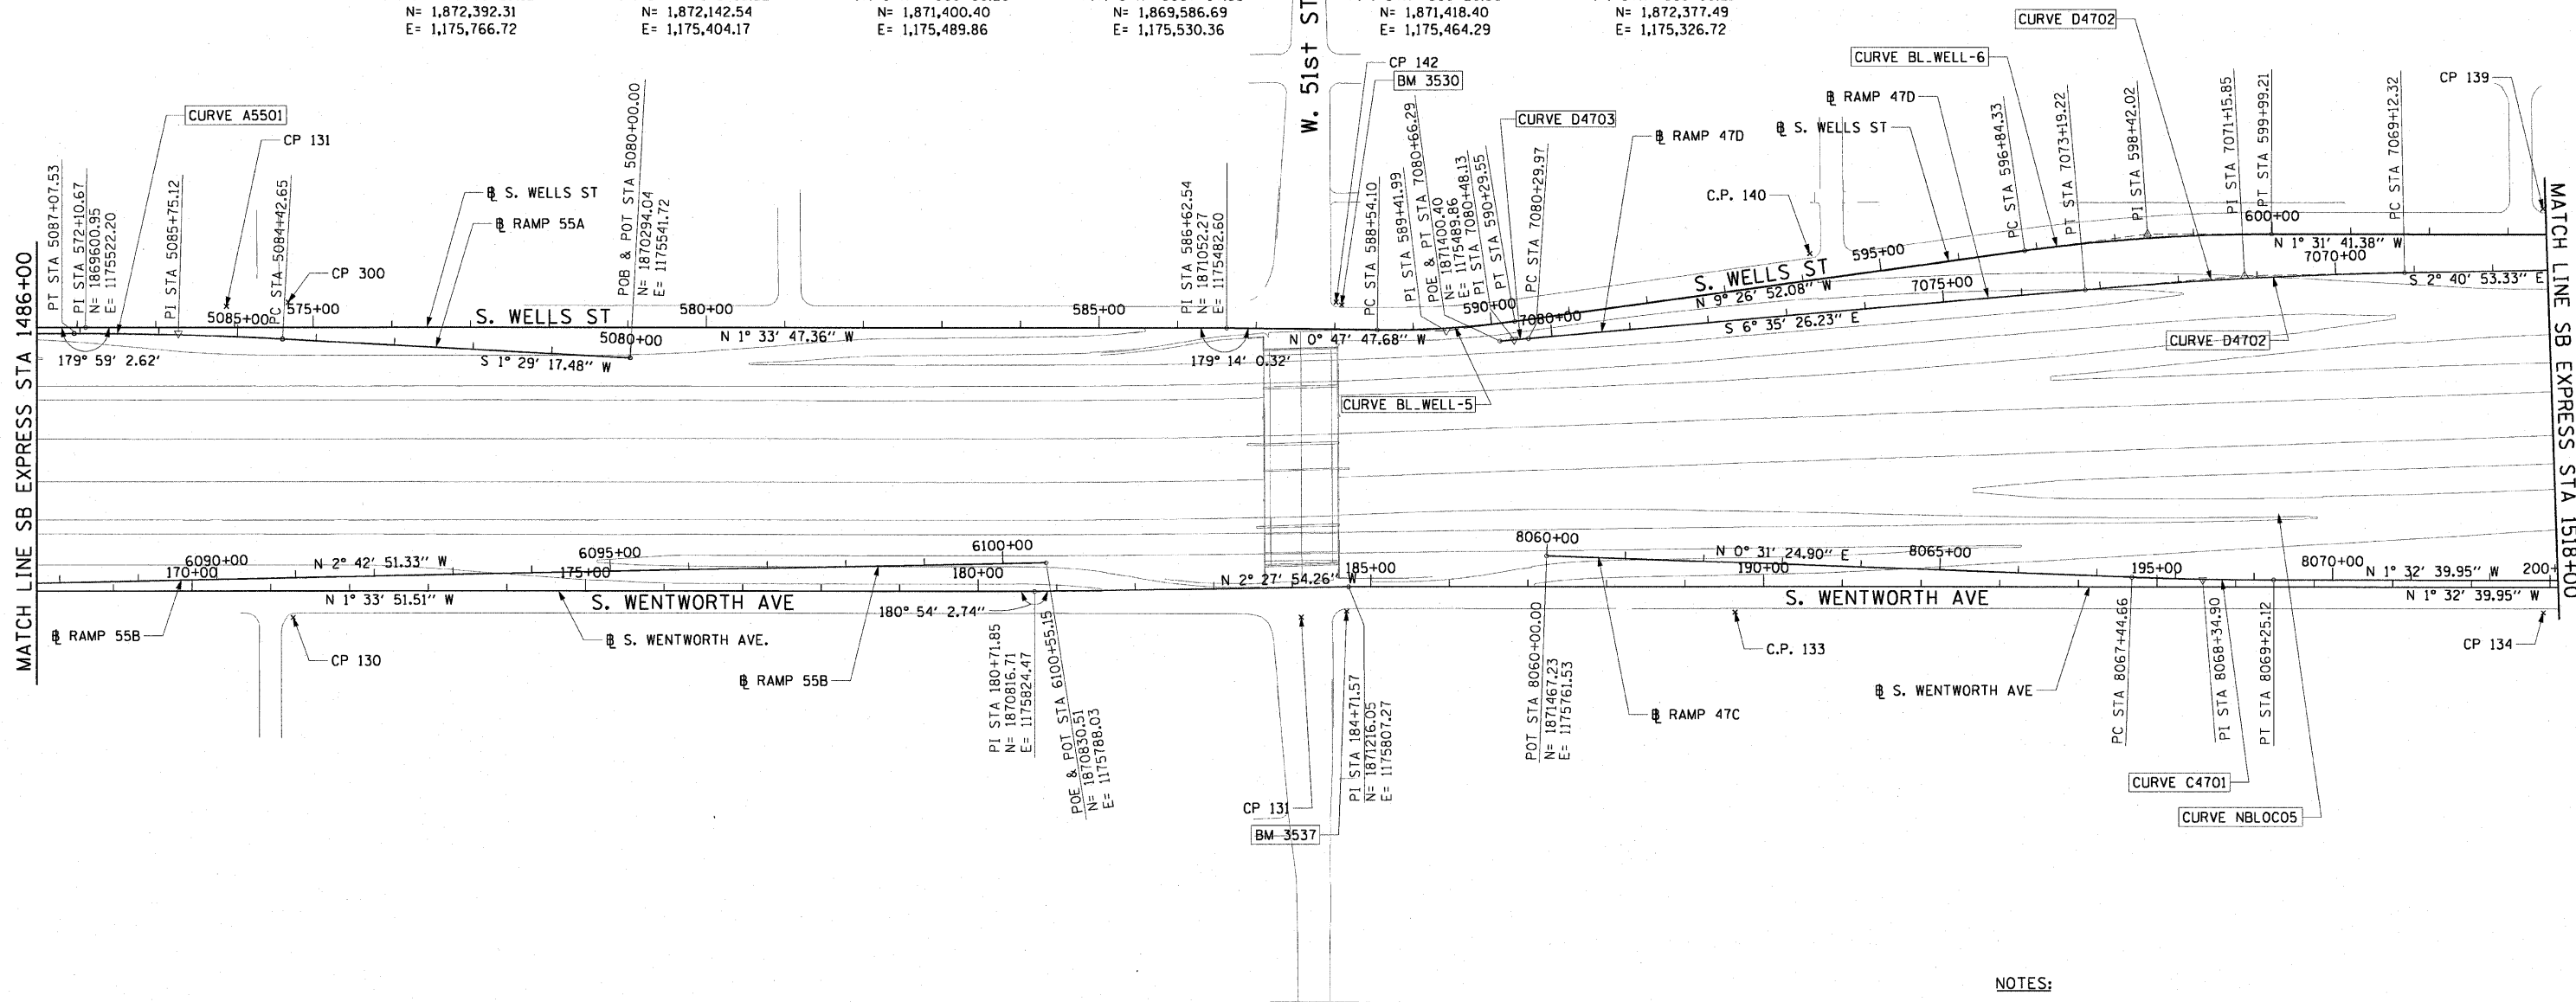 N= 1,872,392.31
E= 1,175,766.72
N= 1,872,142.54
E= 1,175,404.17
N= 1,871,400.40
E= 1,175,489.86
N= 1,869,586.69
E= 1,175,530.36
N= 1,871,418.40
E= 1,175,464.29
N= 1,872,377.49
E= 1,175,326.72
W. 51st ST
MATCH LINE SB EXPRESS STA 1486+00
CURVE A5501
CP 131
PT STA 5087+07.53
PI STA 572+10.67
N= 1869600.95
E= 1175522.20
PI STA 5085+75.12
PC STA 5084+42.65
CP 300
5085+00
575+00
℄ S. WELLS ST
℄ RAMP 55A
POB & POT STA 5080+00.00
N= 1870294.04
E= 1175541.72
S. WELLS ST
580+00
585+00
5080+00
N 1° 33' 47.36" W
179° 59' 2.62'
S 1° 29' 17.48" W
PI STA 586+62.54
N= 1871052.27
E= 1175482.60
179° 14' 0.32'
CP 142
BM 3530
PC STA 588+54.10
PI STA 589+41.99
POE & PT STA 7080+66.29
N= 1871400.40
E= 1175489.86
PI STA 7080+48.13
PT STA 590+29.55
PC STA 7080+29.97
CURVE D4703
℄ RAMP 47D
590+00
7080+00
N 0° 47' 47.68" W
CURVE BL_WELL-5
C.P. 140
S. WELLS ST
N 9° 26' 52.08" W
S 6° 35' 26.23" E
595+00
7075+00
℄ S. WELLS ST
℄ RAMP 47D
CURVE BL_WELL-6
CURVE D4702
PC STA 596+84.33
PT STA 7073+19.22
PI STA 598+42.02
PI STA 7071+15.85
PT STA 599+99.21
PC STA 7069+12.32
CP 139
600+00
N 1° 31' 41.38" W
7070+00
S 2° 40' 53.33" E
CURVE D4702
MATCH LINE SB EXPRESS STA 1518+00
6090+00
170+00
N 2° 42' 51.33" W
6095+00
175+00
6100+00
180+00
N 1° 33' 51.51" W
S. WENTWORTH AVE
180° 54' 2.74"
N 2° 27' 54.26" W
185+00
8060+00
N 0° 31' 24.90" E
8065+00
190+00
195+00
8070+00
N 1° 32' 39.95" W
200+
S. WENTWORTH AVE
N 1° 32' 39.95" W
℄ RAMP 55B
CP 130
℄ S. WENTWORTH AVE.
℄ RAMP 55B
PI STA 180+71.85
N= 1870816.71
E= 1175824.47
POE & POT STA 6100+55.15
N= 1870830.51
E= 1175788.03
CP 131
BM 3537
PI STA 184+71.57
N= 1871216.05
E= 1175807.27
POT STA 8060+00.00
N= 1871467.23
E= 1175761.53
℄ RAMP 47C
C.P. 133
℄ S. WENTWORTH AVE
PC STA 8067+44.66
PI STA 8068+34.90
PT STA 8069+25.12
CURVE C4701
CURVE NBLOC05
CP 134
NOTES: